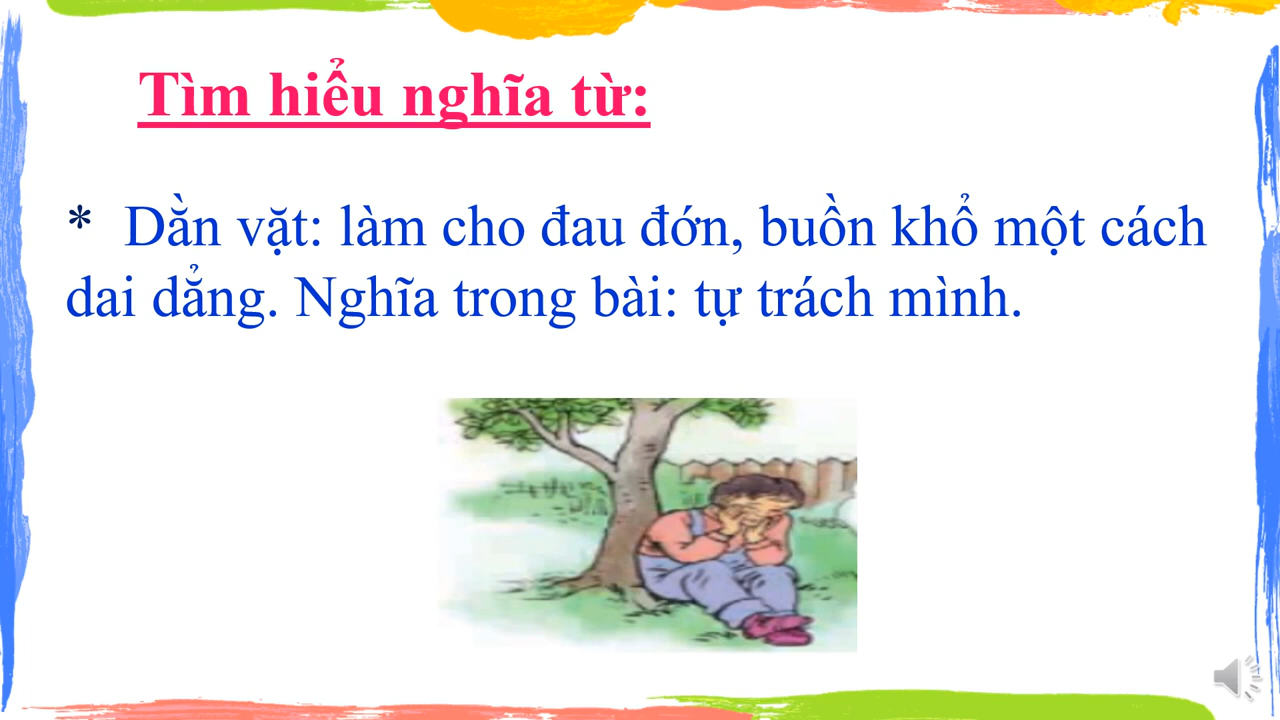 Tìm hiểu nghĩa từ:
* Dằn vặt: làm cho đau đớn, buồn khổ một cách
dai dẳng. Nghĩa trong bài: tự trách mình.